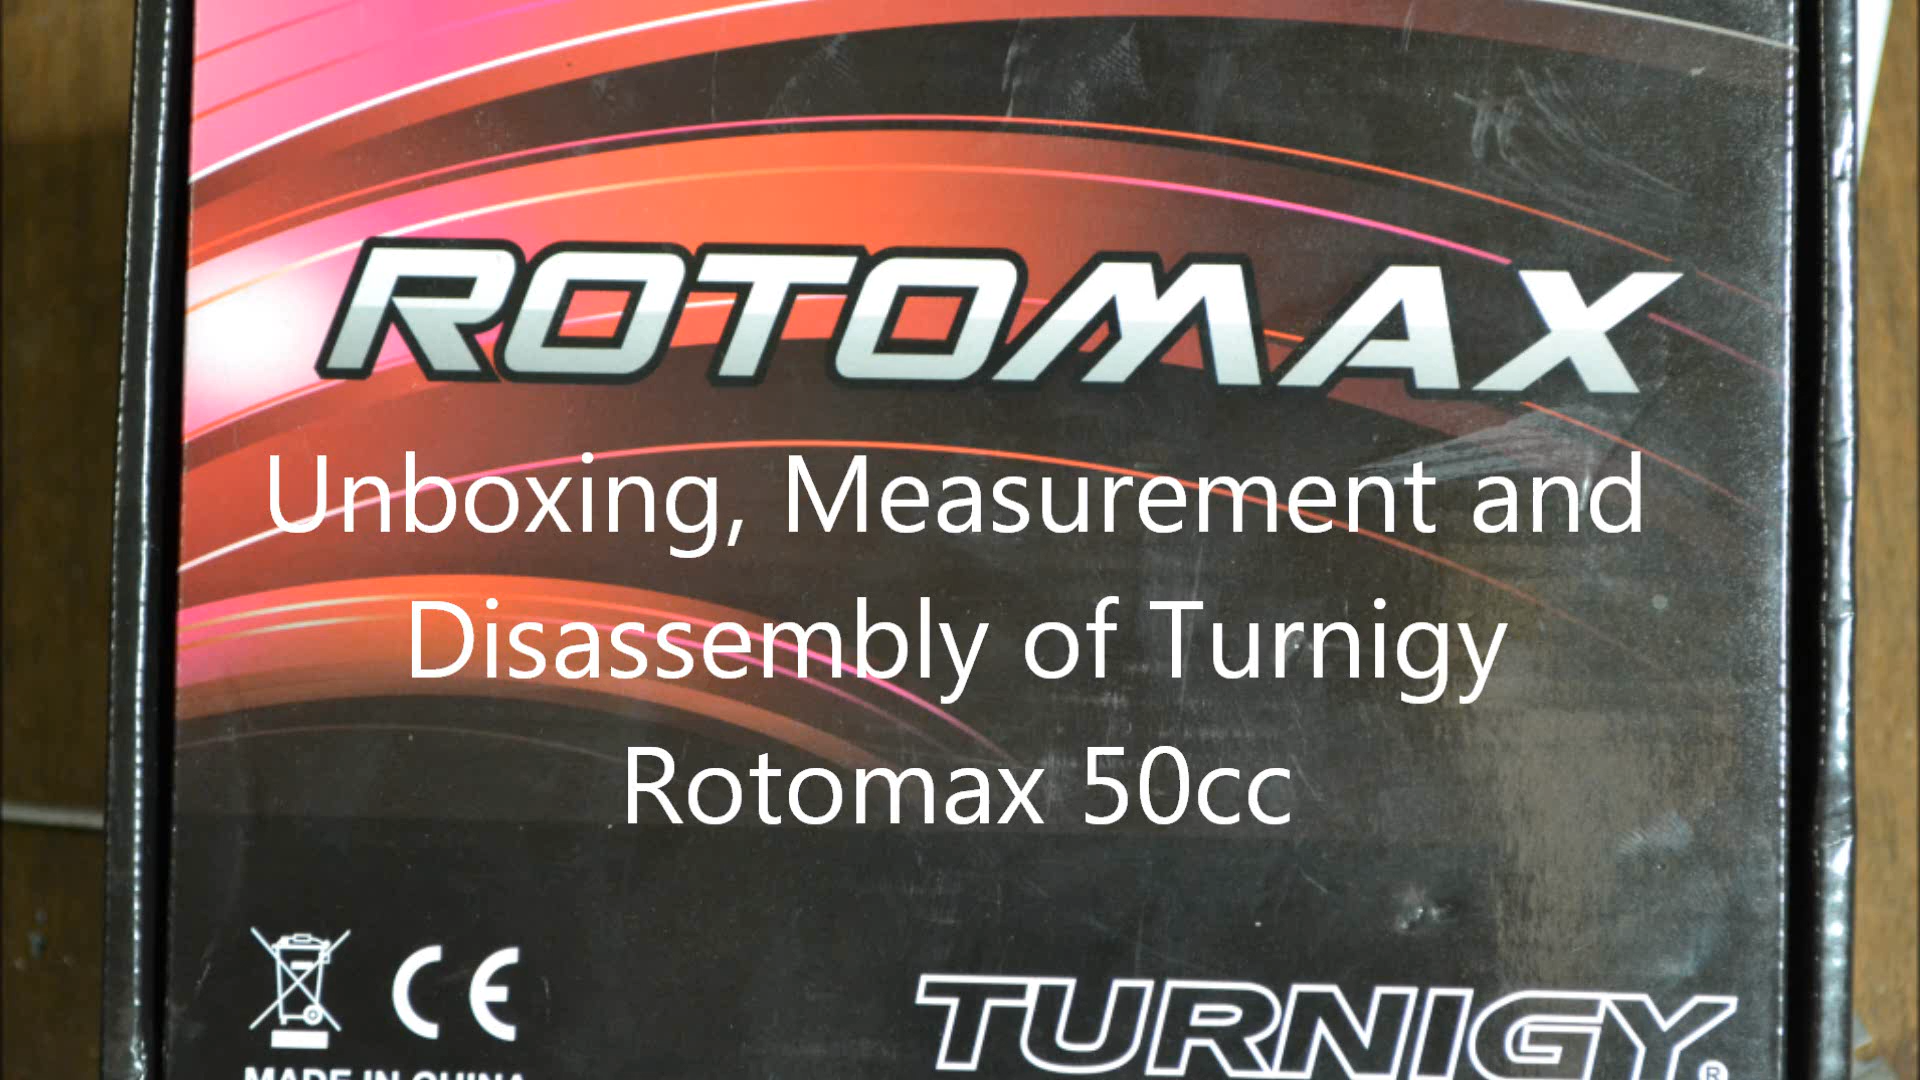 ROTOMAX
Unboxing, Measurement and
Disassembly of Turnigy
Rotomax 50cc
CE
TURNIGY®
MADE IN CHINA